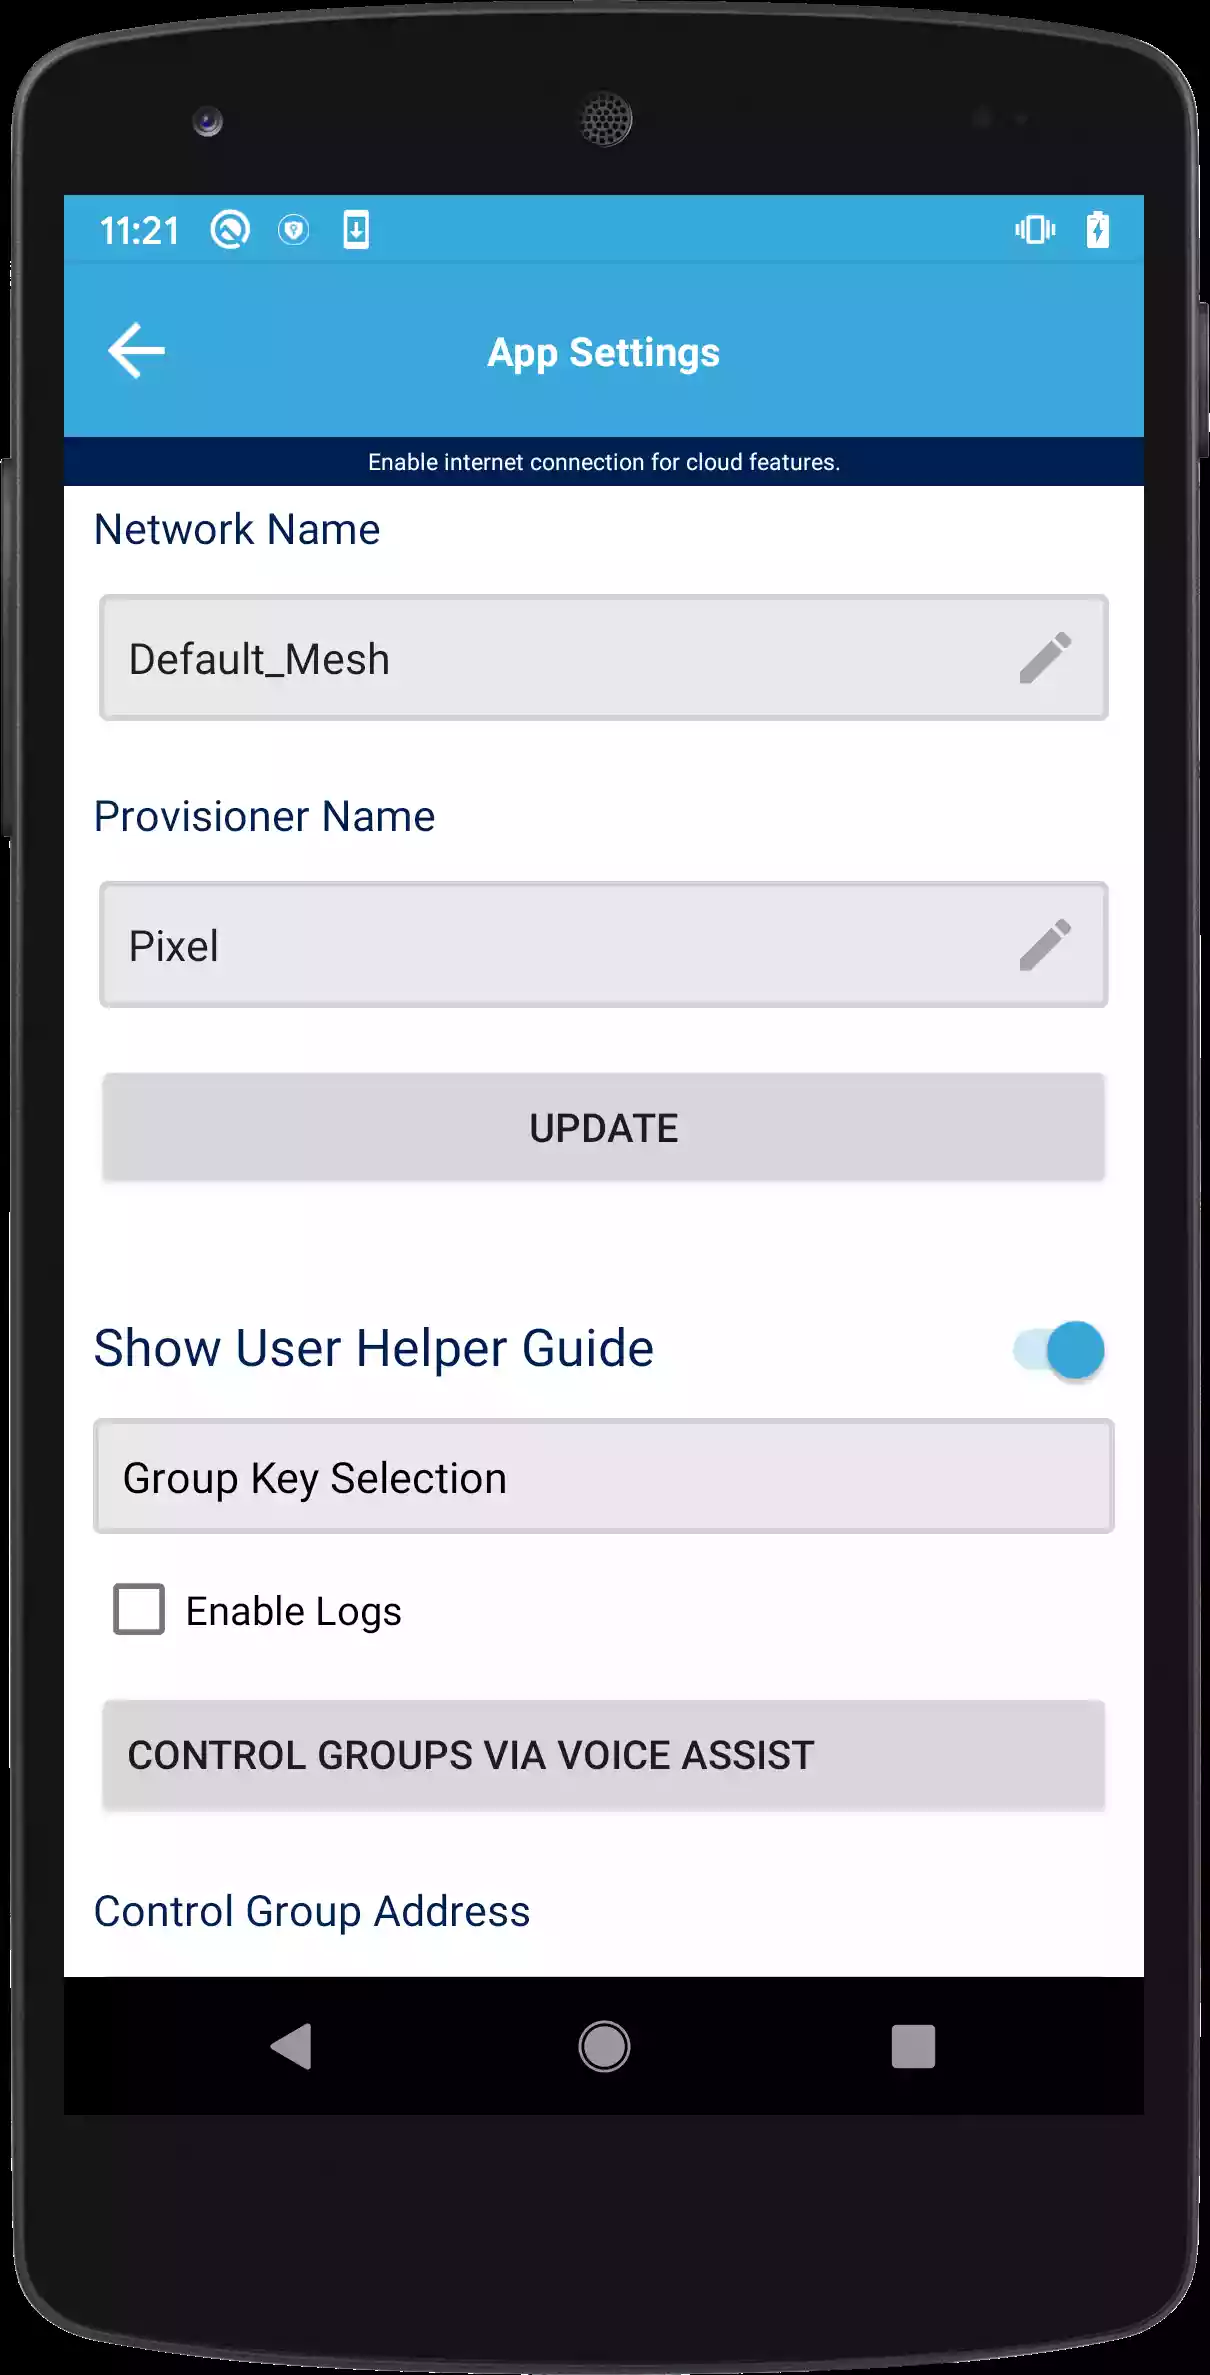 11:21
App Settings
Enable internet connection for cloud features.
Network Name
Default_Mesh
Provisioner Name
Pixel
UPDATE
Show User Helper Guide
Group Key Selection
Enable Logs
CONTROL GROUPS VIA VOICE ASSIST
Control Group Address